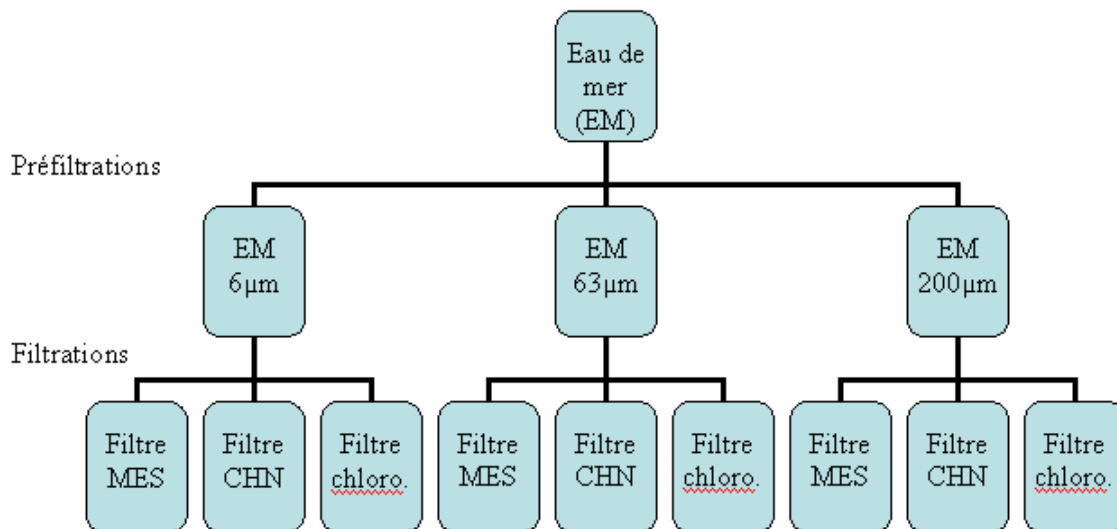 Eau de
mer
(EM)
Préfiltrations
EM
6µm
EM
63µm
EM
200µm
Filtrations
Filtre
MES
Filtre
CHN
Filtre
chloro.
Filtre
MES
Filtre
CHN
Filtre
chloro.
Filtre
MES
Filtre
CHN
Filtre
chloro.